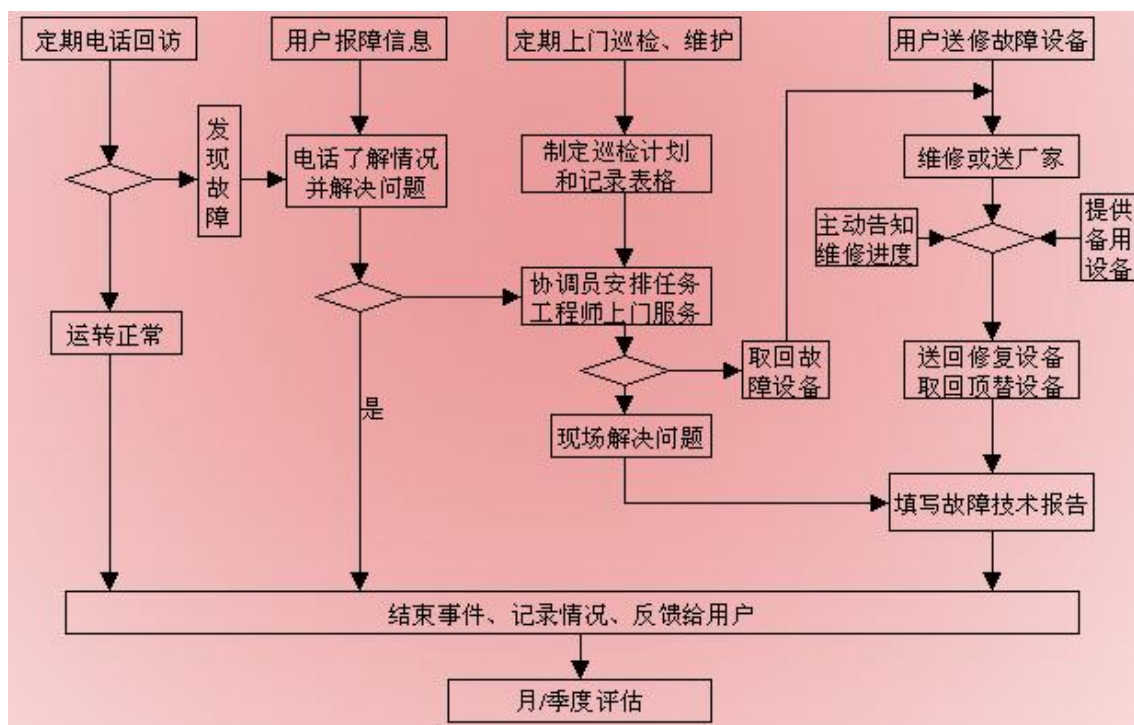 定期电话回访
用户报障信息
定期上门巡检、维护
用户送修故障设备
发
现
故
障
电话了解情况
并解决问题
制定巡检计划
和记录表格
维修或送厂家
主动告知
维修进度
提供
备用
设备
协调员安排任务
工程师上门服务
运转正常
取回故
障设备
送回修复设备
取回顶替设备
是
现场解决问题
填写故障技术报告
结束事件、记录情况、反馈给用户
月/季度评估